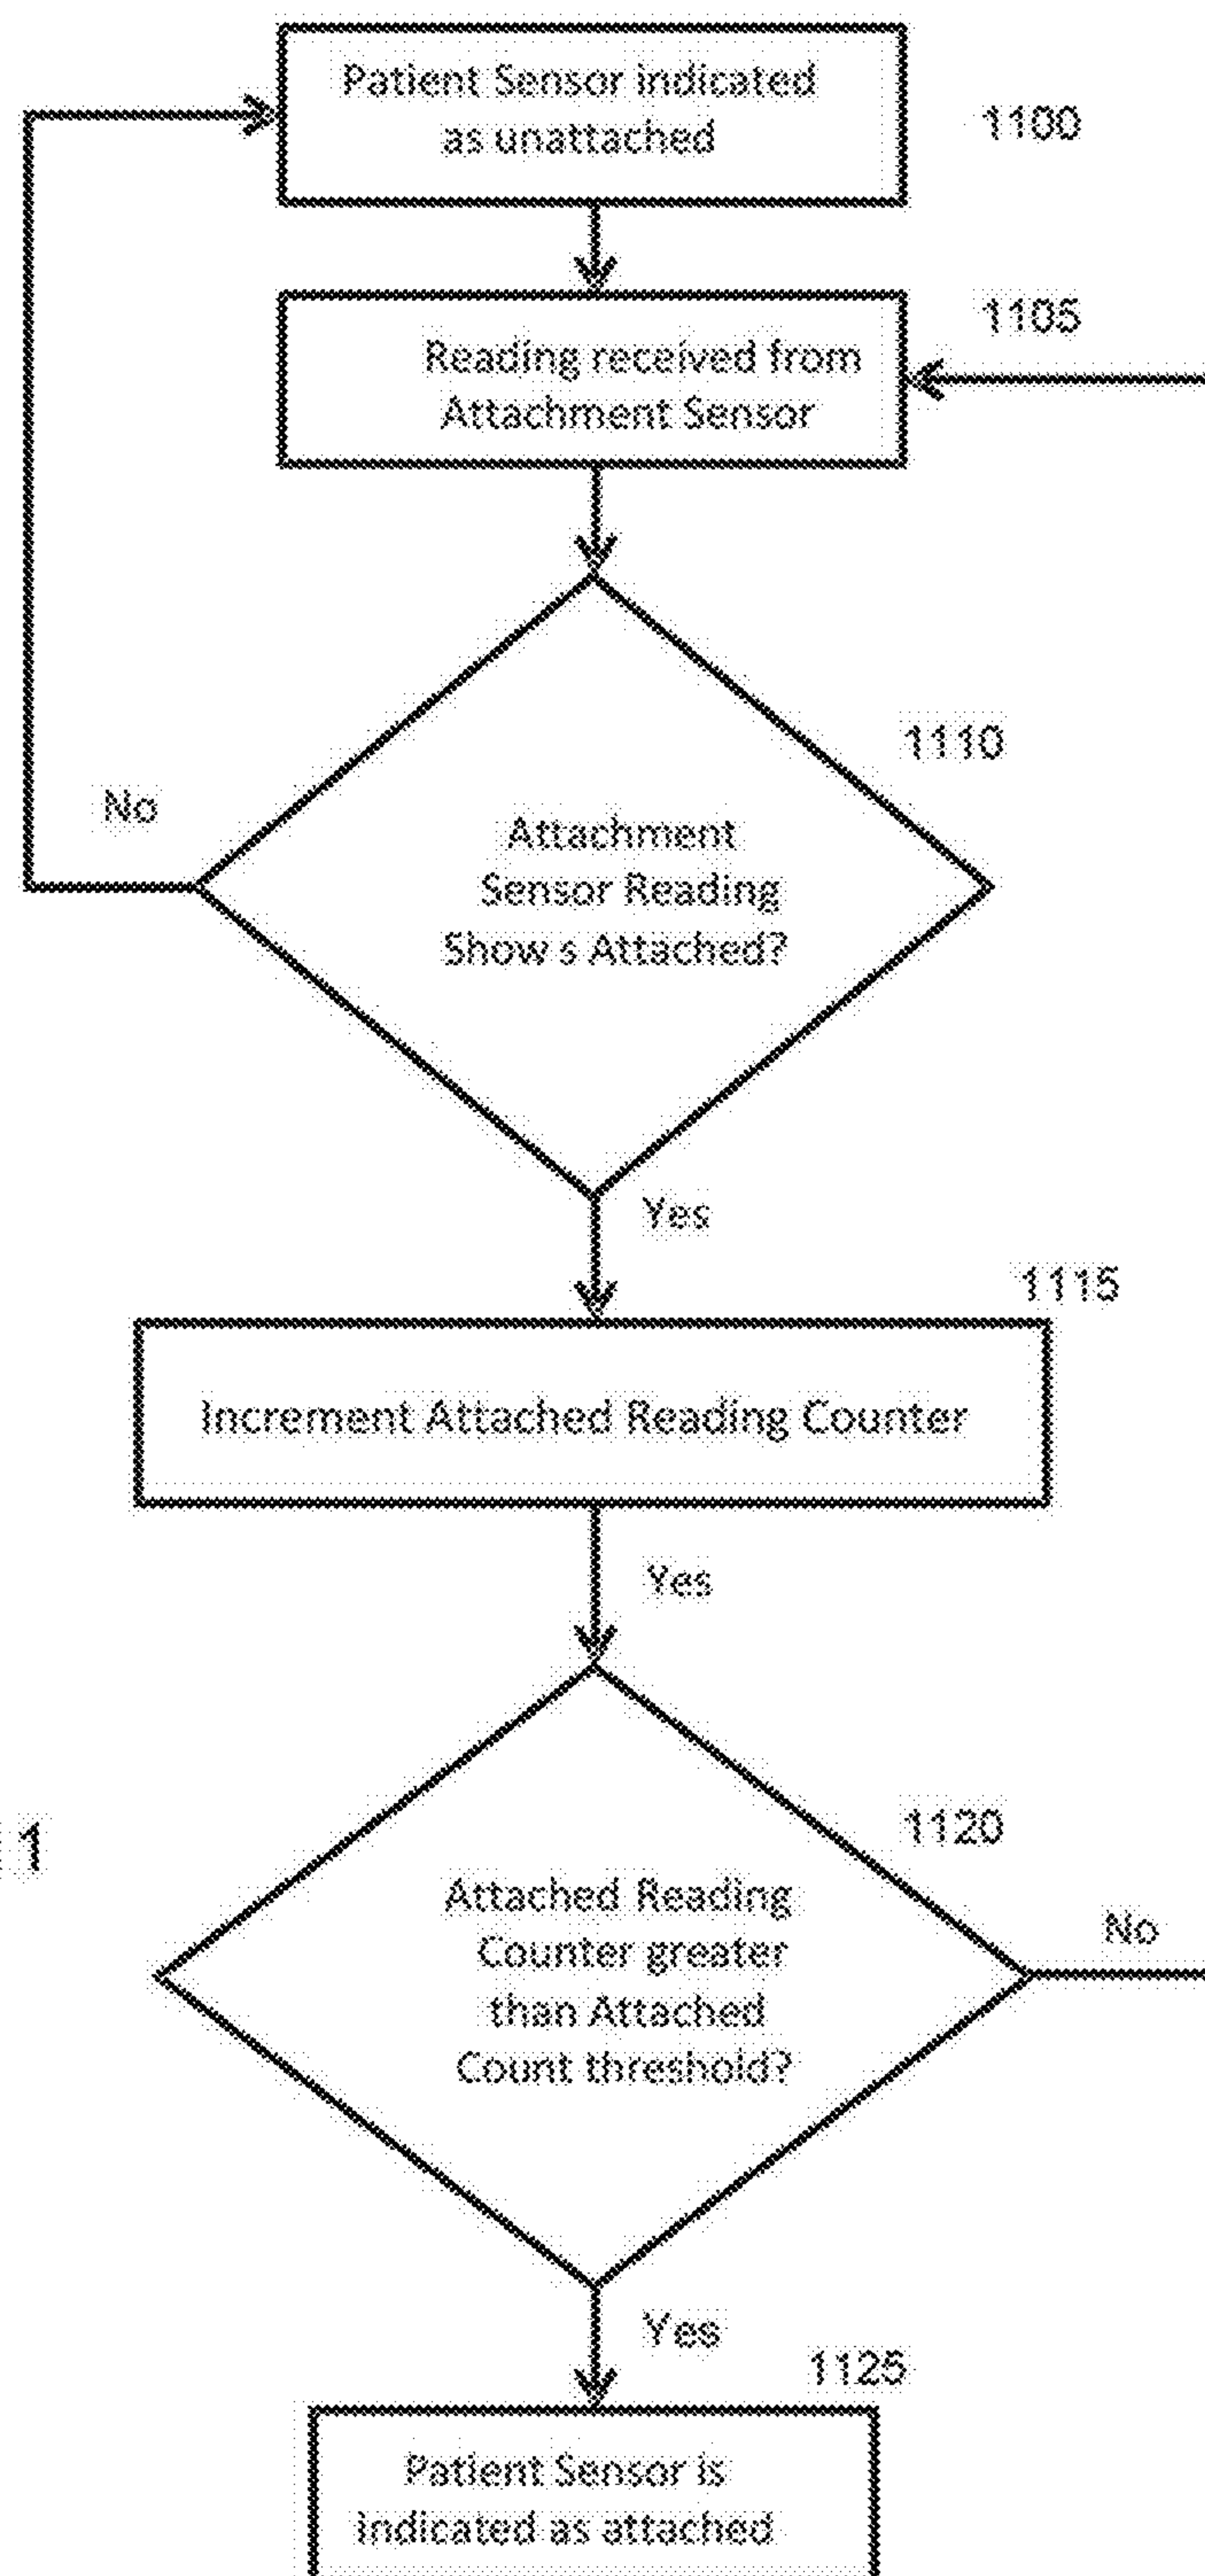 Patient Sensor indicated
as unattached
1100
1105
Reading received from
Attachment Sensor
1110
No
Attachment
Sensor Reading
Show s Attached?
Yes
1115
Increment Attached Reading Counter
Yes
1
1120
Attached Reading
Counter greater
than Attached
Count threshold?
No
Yes
1125
Patient Sensor is
indicated as attached